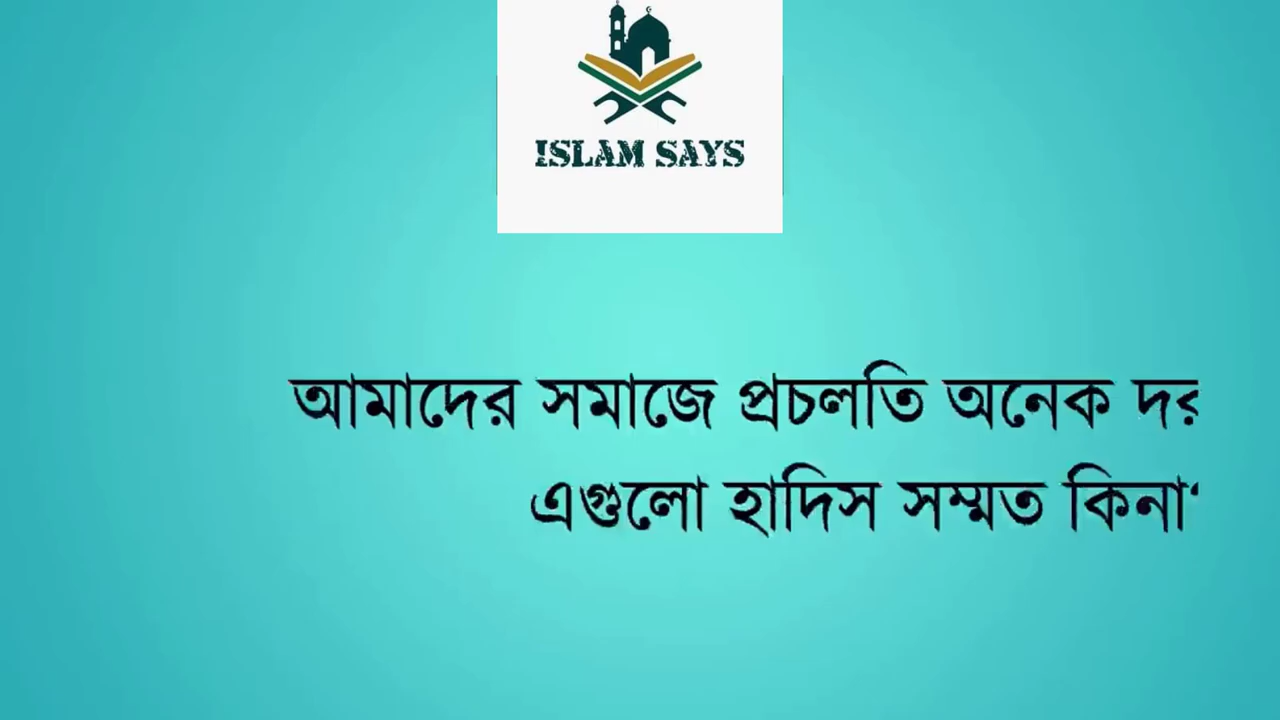 ISLAM SAYS
আমাদের সমাজে প্রচলতি অনেক
এগুলো হাদিস সম্মত কিনা